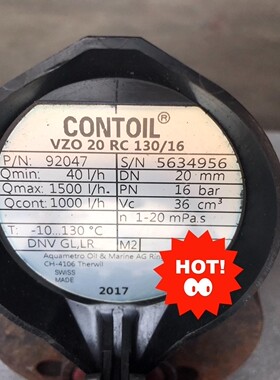 CONTOIL®
VZO 20 RC 130/16
P/N: 92047 S/N 5634956
Qmin: 40 l/h DN 20 mm
Qmax: 1500 l/h. PN 16 bar
Qcont: 1000 l/h Vc 36 cm³
n 1-20 mPa.s
T: -10...130 °C
DNV GL,LR M2
Aquametro Oil & Marine AG
CH-4106 Therwil
SWISS
MADE
2017
HOT!